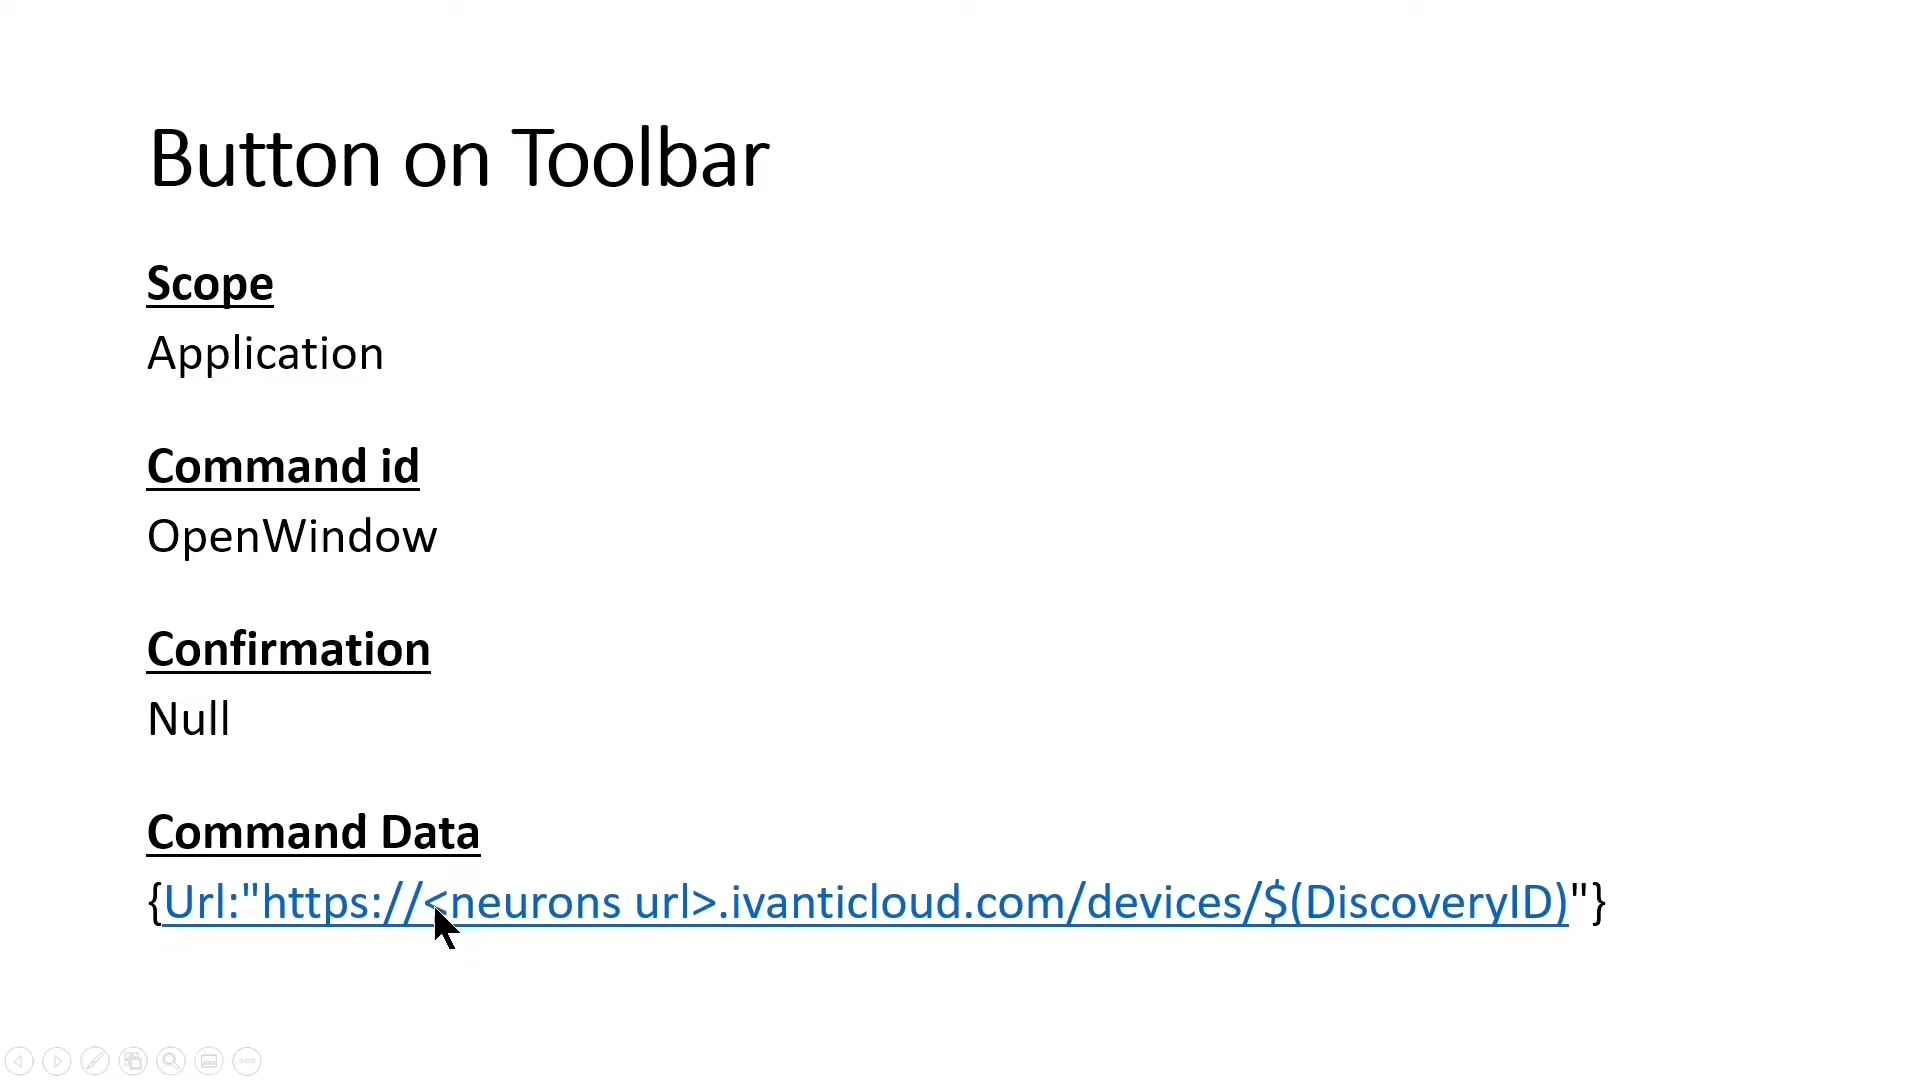 Button on Toolbar
Scope
Application
Command id
OpenWindow
Confirmation
Null
Command Data
{Url:"https://<neurons url>.ivanticloud.com/devices/$(DiscoveryID)"}